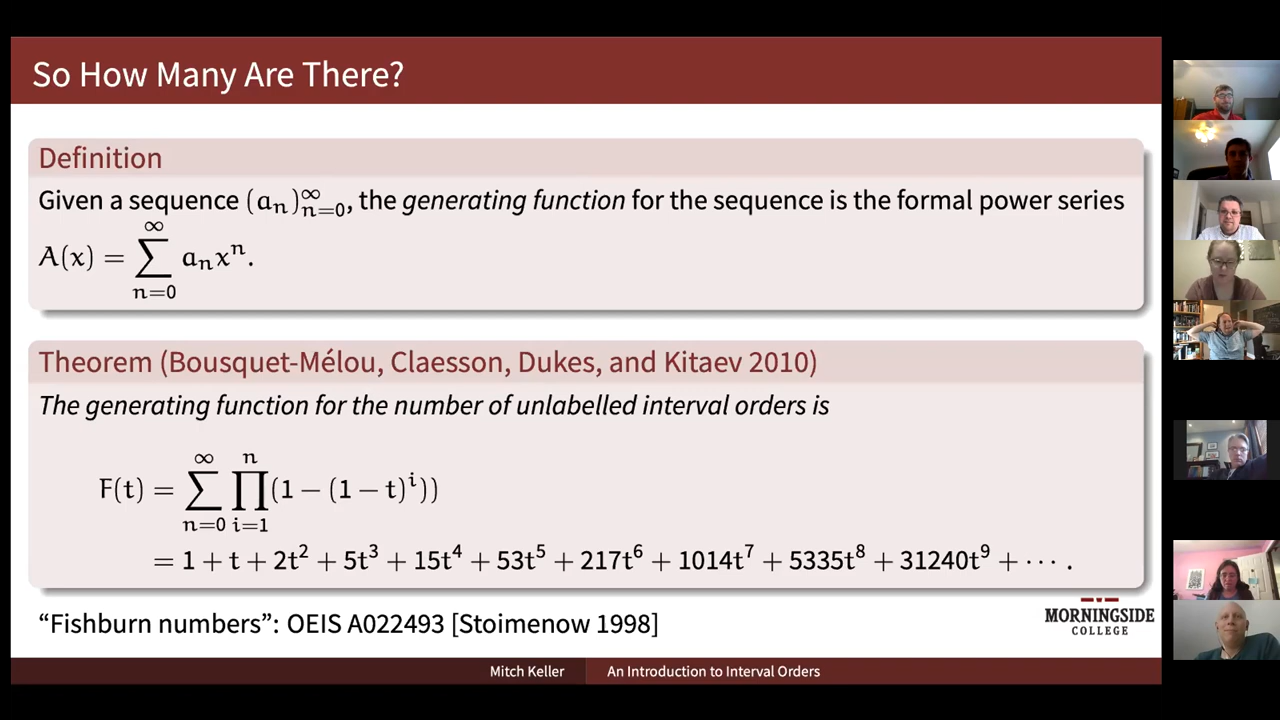 So How Many Are There?
Definition
Given a sequence (aₙ)ₙ₌₀^∞, the generating function for the sequence is the formal power series
A(x) = ∑_{n=0}^{∞} aₙxⁿ.
Theorem (Bousquet-Mélou, Claesson, Dukes, and Kitaev 2010)
The generating function for the number of unlabelled interval orders is
F(t) = ∑_{n=0}^{∞} ∏_{i=1}^{n} (1 − (1 − t)ⁱ))
= 1 + t + 2t² + 5t³ + 15t⁴ + 53t⁵ + 217t⁶ + 1014t⁷ + 5335t⁸ + 31240t⁹ + ⋯ .
“Fishburn numbers”: OEIS A022493 [Stoimenow 1998]
MORNINGSIDE
COLLEGE
Mitch Keller An Introduction to Interval Orders